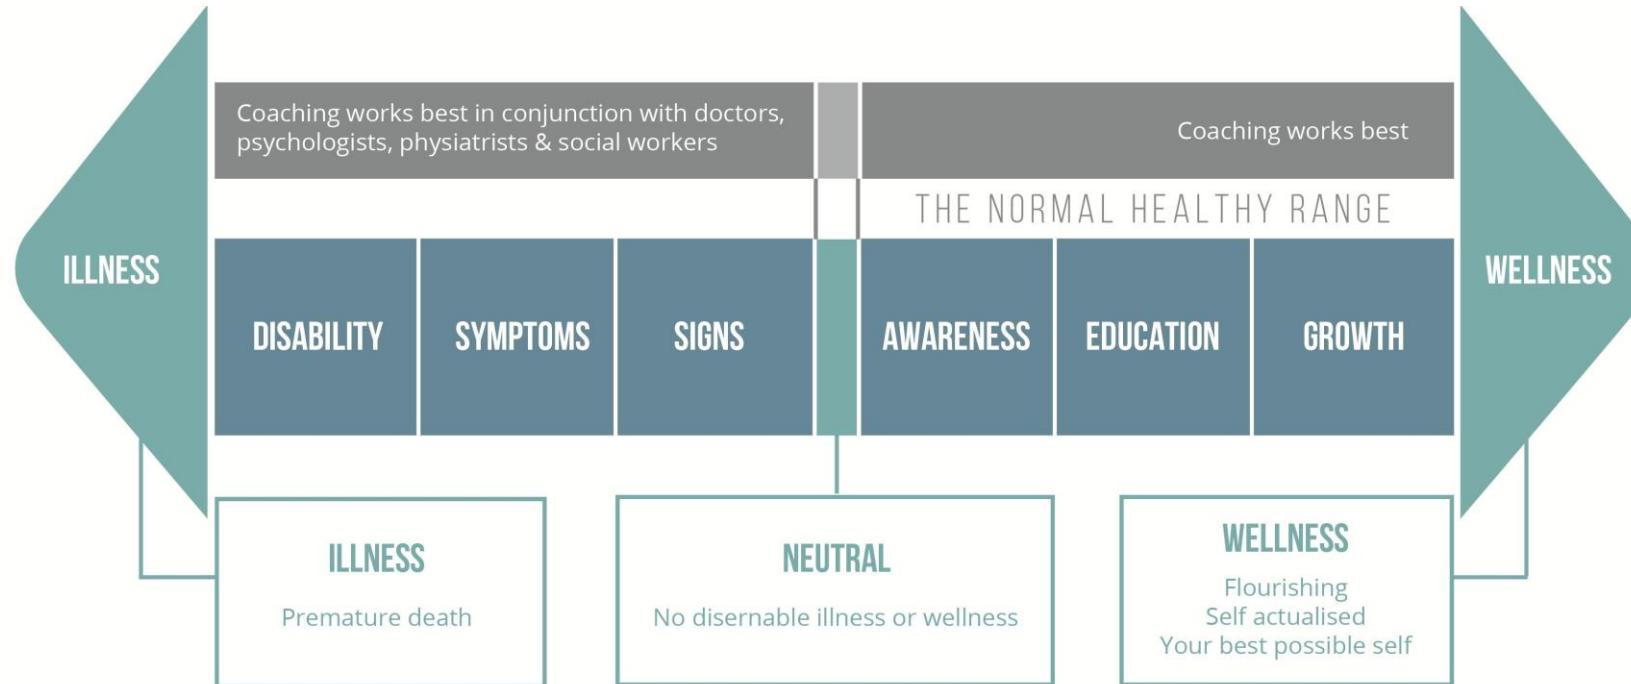 Coaching works best in conjunction with doctors,
psychologists, physiatrists & social workers
Coaching works best
THE NORMAL HEALTHY RANGE
ILLNESS
DISABILITY
SYMPTOMS
SIGNS
AWARENESS
EDUCATION
GROWTH
WELLNESS
ILLNESS
Premature death
NEUTRAL
No disernable illness or wellness
WELLNESS
Flourishing
Self actualised
Your best possible self